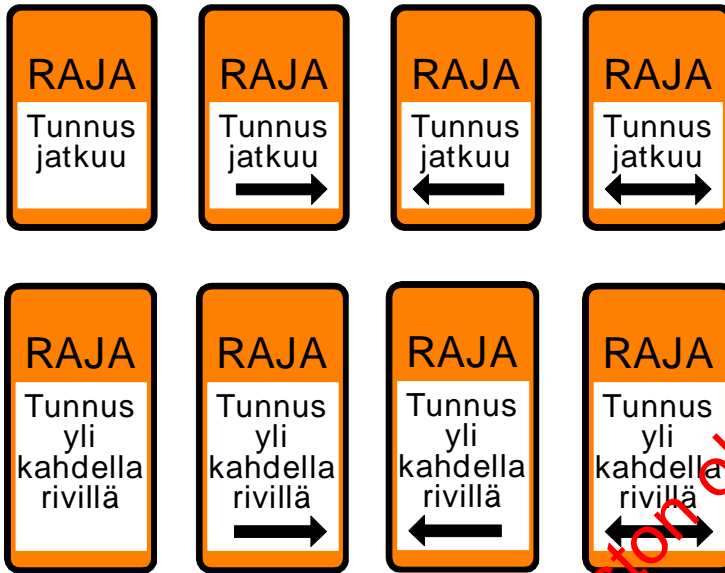 RAJA RAJA RAJA RAJA
Tunnus Tunnus Tunnus Tunnus
jatkuu jatkuu jatkuu jatkuu
RAJA RAJA RAJA RAJA
Tunnus Tunnus Tunnus Tunnus
yli yli yli yli
kahdella kahdella kahdella kahdella
rivillä rivillä rivillä rivillä